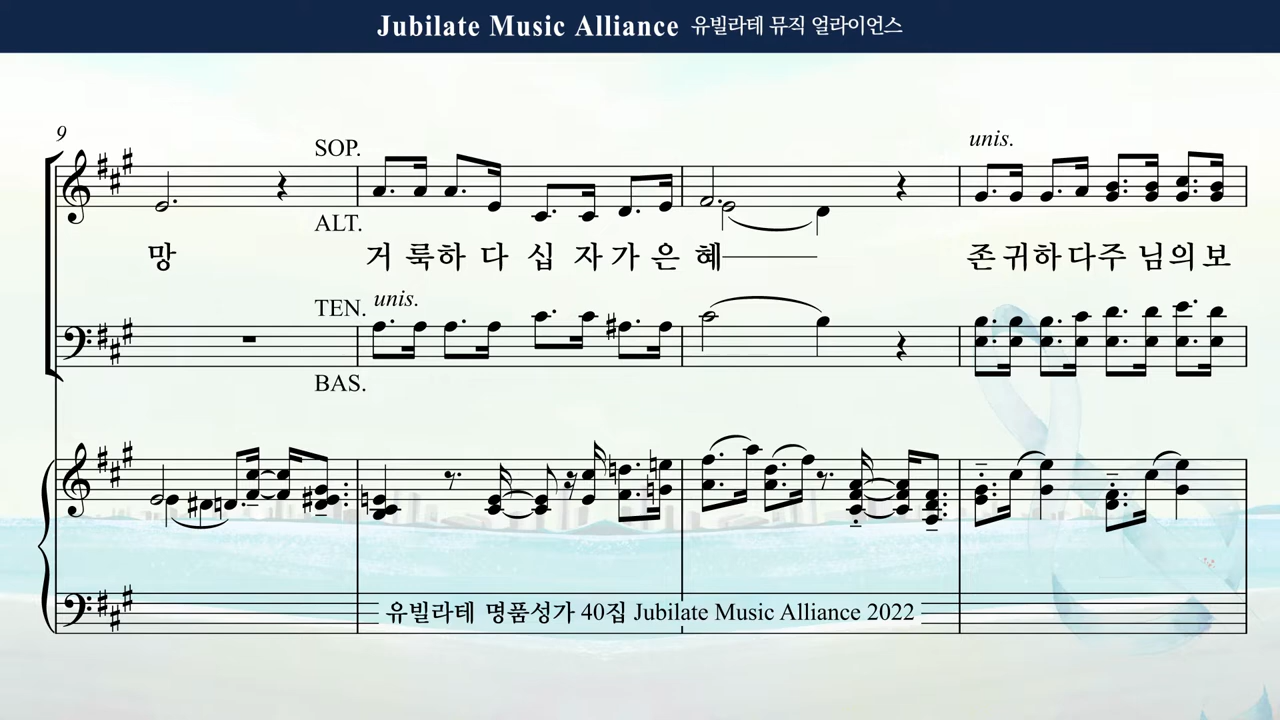 Jubilate Music Alliance 유빌라테 뮤직 얼라이언스
9
SOP.
unis.
ALT.
망 거 룩하 다 십 자 가 은 혜 존 귀 하 다 주 님 의 보
TEN. unis.
BAS.
유빌라테 명품성가 40집 Jubilate Music Alliance 2022